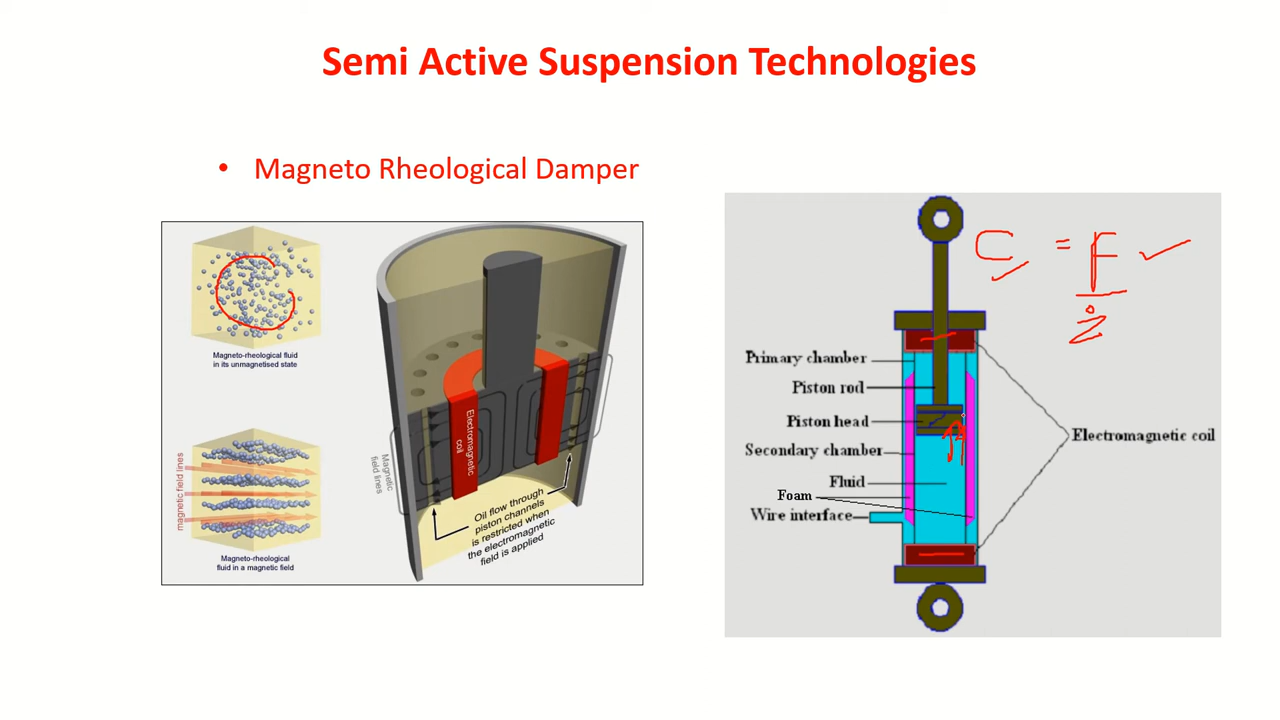 Semi Active Suspension Technologies
• Magneto Rheological Damper
Magneto-rheological fluid
in its unmagnetised state
magnetic field lines
Magneto-rheological
fluid in a magnetic field
Electromagnetic
coil
Magnetic
field lines
Oil flow through
piston channels
is restricted when
the electromagnetic
field is applied
C = F
ż
Primary chamber
Piston rod
Piston head
Secondary chamber
Fluid
Foam
Wire interface
Electromagnetic coil